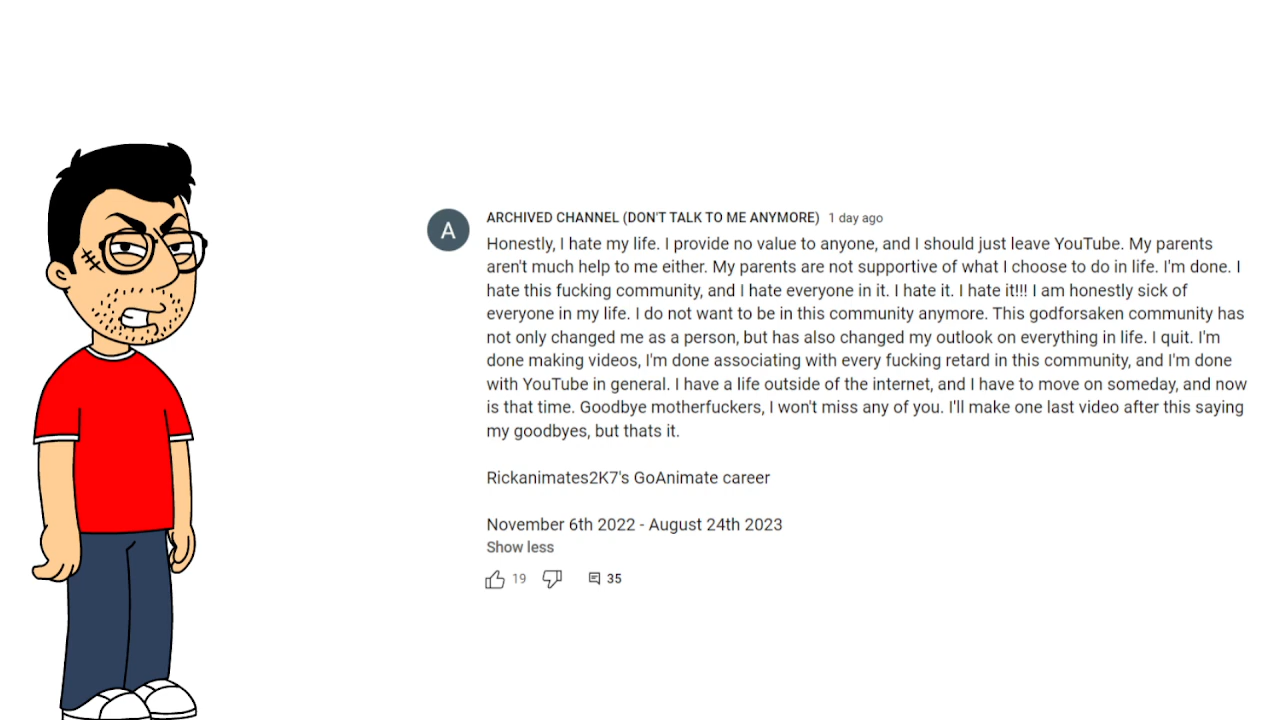 A
ARCHIVED CHANNEL (DON'T TALK TO ME ANYMORE) 1 day ago
Honestly, I hate my life. I provide no value to anyone, and I should just leave YouTube. My parents
aren't much help to me either. My parents are not supportive of what I choose to do in life. I'm done. I
hate this fucking community, and I hate everyone in it. I hate it. I hate it!!! I am honestly sick of
everyone in my life. I do not want to be in this community anymore. This godforsaken community has
not only changed me as a person, but has also changed my outlook on everything in life. I quit. I'm
done making videos, I'm done associating with every fucking retard in this community, and I'm done
with YouTube in general. I have a life outside of the internet, and I have to move on someday, and now
is that time. Goodbye motherfuckers, I won't miss any of you. I'll make one last video after this saying
my goodbyes, but thats it.
Rickanimates2K7's GoAnimate career
November 6th 2022 - August 24th 2023
Show less
19 35